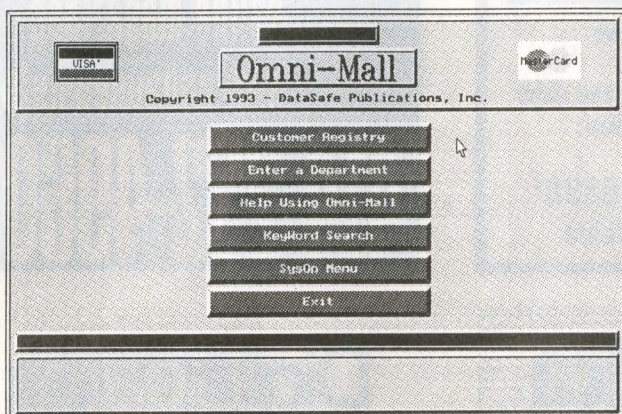 VISA
Omni-Mall
MasterCard
Copyright 1993 - DataSafe Publications, Inc.
Customer Registry
Enter a Department
Help Using Omni-Mall
KeyWord Search
SysOp Menu
Exit